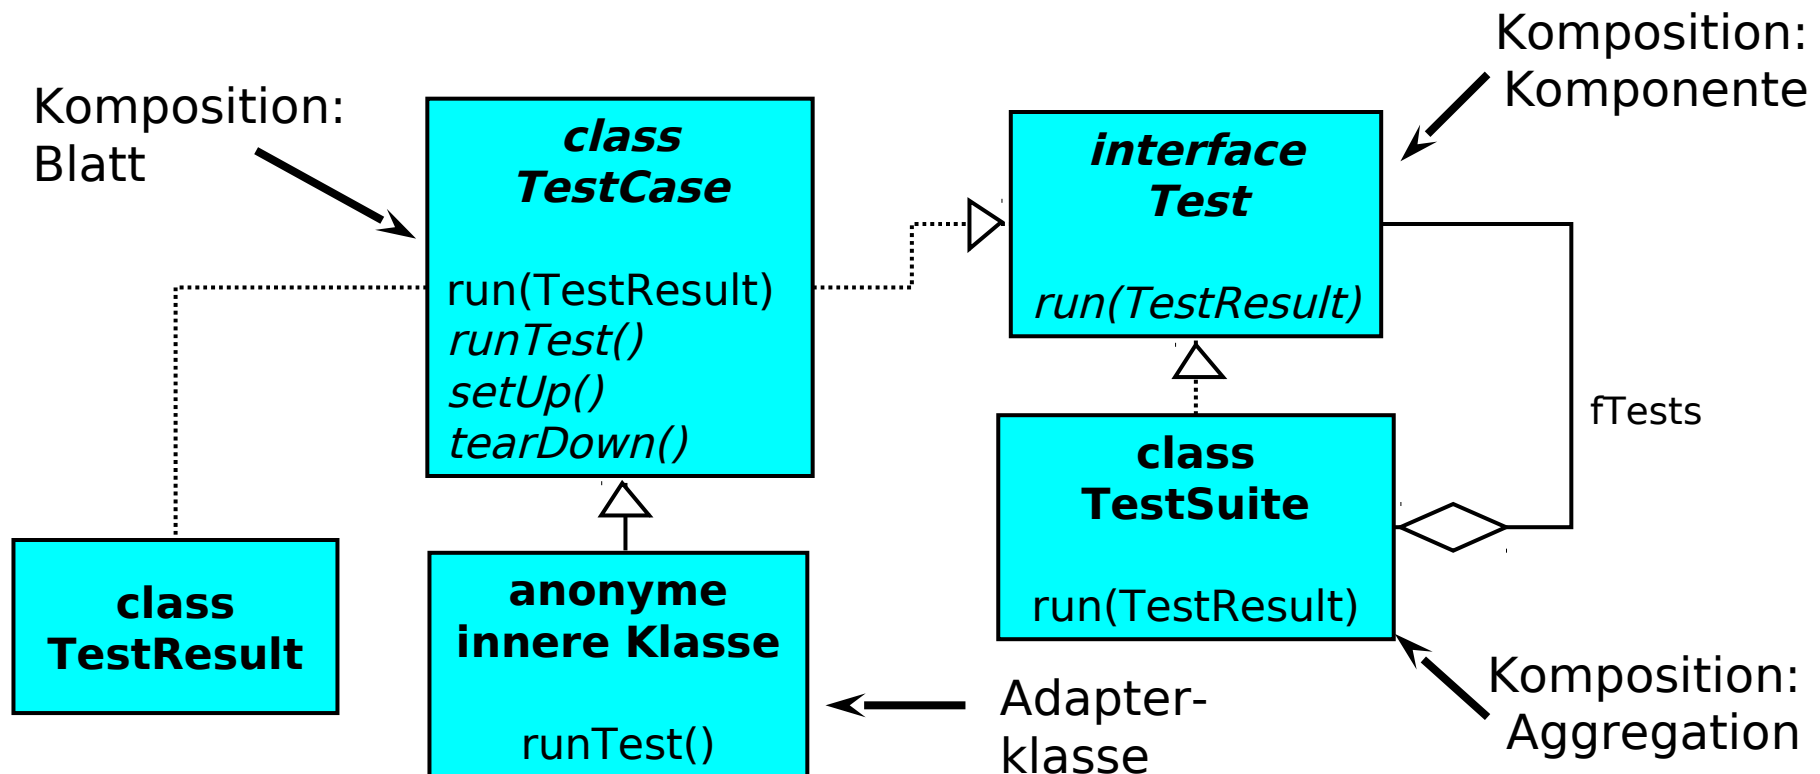 Komposition:
Blatt
class
TestCase
run(TestResult)
runTest()
setUp()
tearDown()
Komposition:
Komponente
interface
Test
run(TestResult)
fTests
class
TestSuite
run(TestResult)
class
TestResult
anonyme
innere Klasse
runTest()
Adapter-
klasse
Komposition:
Aggregation